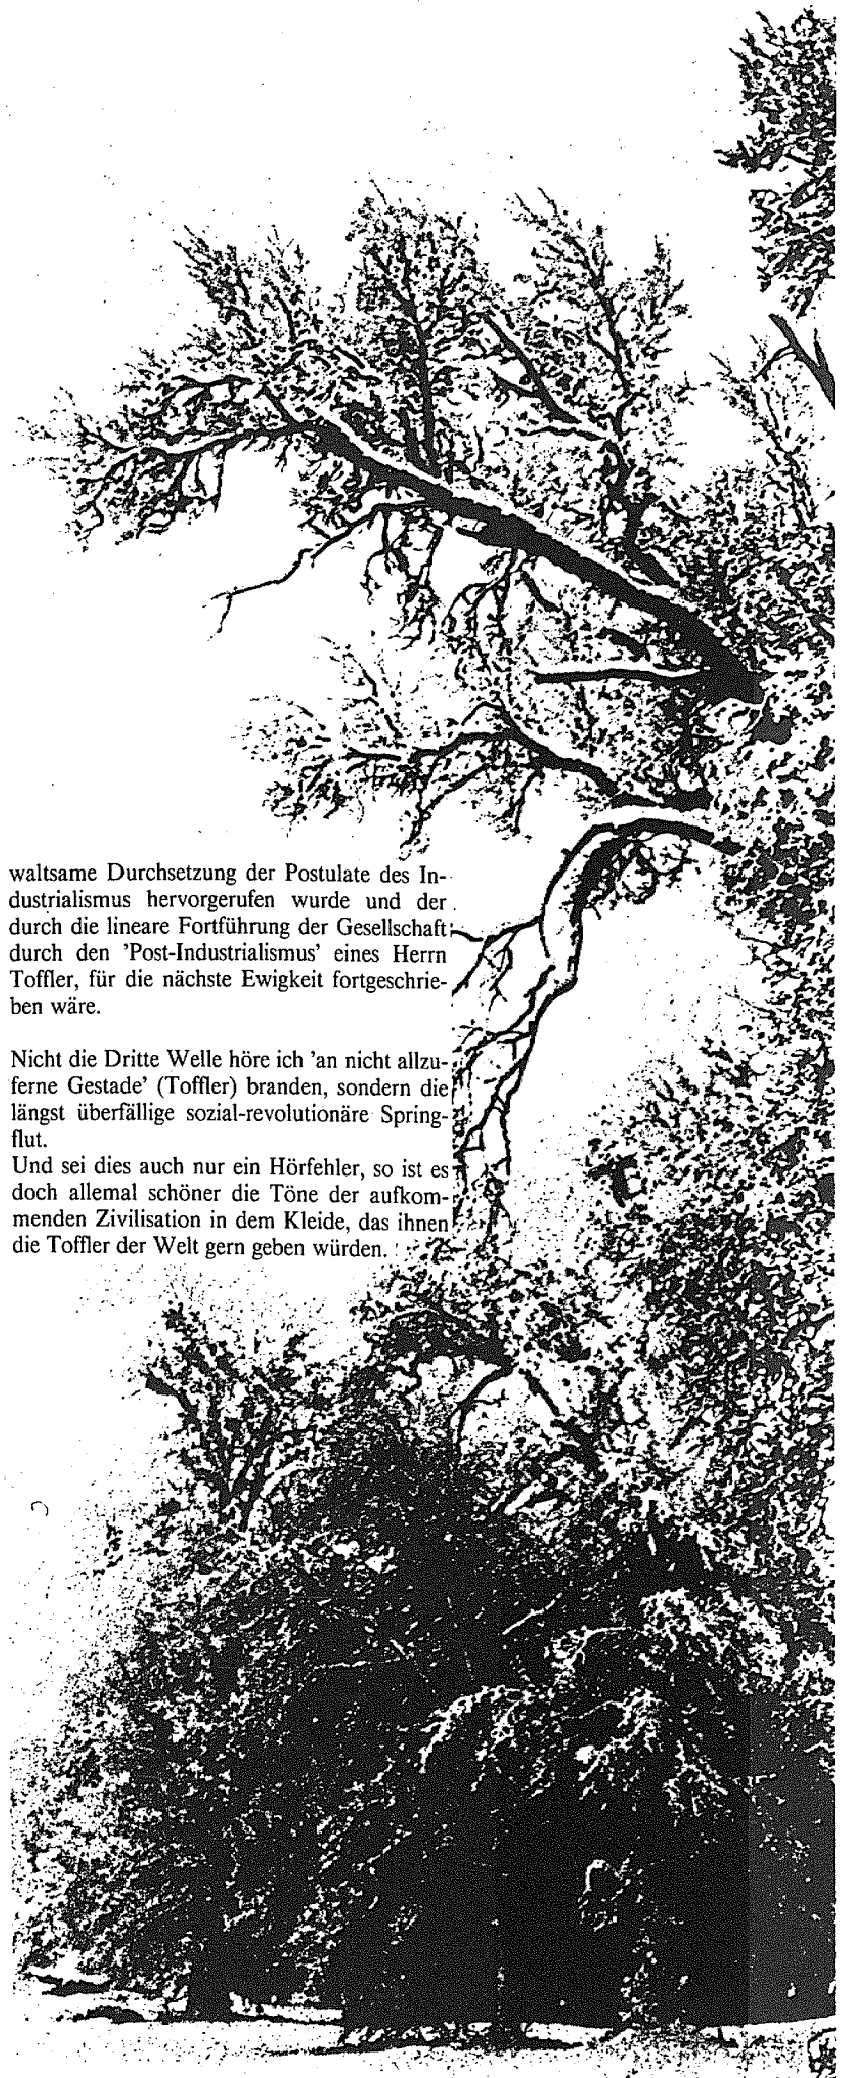 waltsame Durchsetzung der Postulate des In-
dustrialismus hervorgerufen wurde und der
durch die lineare Fortführung der Gesellschaft
durch den 'Post-Industrialismus' eines Herrn
Toffler, für die nächste Ewigkeit fortgeschrie-
ben wäre.

Nicht die Dritte Welle höre ich 'an nicht allzu-
ferne Gestade' (Toffler) branden, sondern die
längst überfällige sozial-revolutionäre Spring-
flut.
Und sei dies auch nur ein Hörfehler, so ist es
doch allemal schöner die Töne der aufkom-
menden Zivilisation in dem Kleide, das ihnen
die Toffler der Welt gern geben würden.